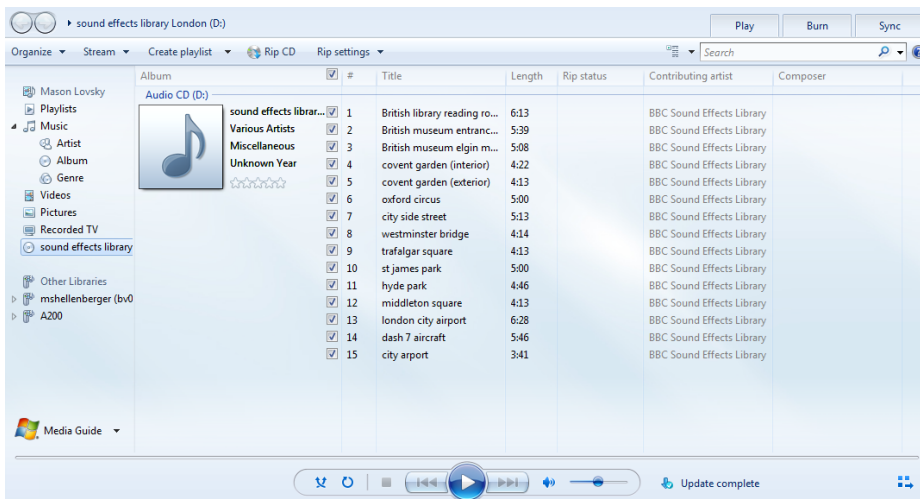 sound effects library London (D:)
Play Burn Sync
Organize Stream Create playlist Rip CD Rip settings Search
Album # Title Length Rip status Contributing artist Composer
Mason Lovsky
Playlists
Music
Artist
Album
Genre
Videos
Pictures
Recorded TV
sound effects library
Other Libraries
mshellenberger (bv0
A200
Media Guide
Audio CD (D:)
sound effects librar...
Various Artists
Miscellaneous
Unknown Year
1 British library reading ro... 6:13 BBC Sound Effects Library
2 British museum entranc... 5:39 BBC Sound Effects Library
3 British museum elgin m... 5:08 BBC Sound Effects Library
4 covent garden (interior) 4:22 BBC Sound Effects Library
5 covent garden (exterior) 4:13 BBC Sound Effects Library
6 oxford circus 5:00 BBC Sound Effects Library
7 city side street 5:13 BBC Sound Effects Library
8 westminster bridge 4:14 BBC Sound Effects Library
9 trafalgar square 4:13 BBC Sound Effects Library
10 st james park 5:00 BBC Sound Effects Library
11 hyde park 4:46 BBC Sound Effects Library
12 middleton square 4:13 BBC Sound Effects Library
13 london city airport 6:28 BBC Sound Effects Library
14 dash 7 aircraft 5:46 BBC Sound Effects Library
15 city arport 3:41 BBC Sound Effects Library
Update complete